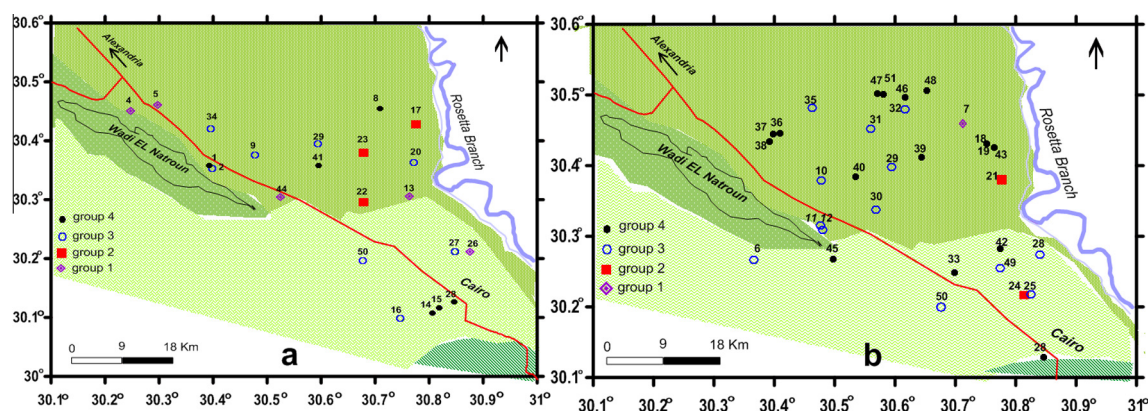 30.6°
30.5°
30.4°
30.3°
30.2°
30.1°
30°
30.1° 30.2° 30.3° 30.4° 30.5° 30.6° 30.7° 30.8° 30.9° 31°
Alexandria
Rosetta Branch
Wadi EL Natroun
Cairo
4
5
34
9
1
2
8
17
23
29
41
20
22
13
44
50
27
26
28
15
14
16
group 4
group 3
group 2
group 1
0 9 18 Km
a
30.6°
30.5°
30.4°
30.3°
30.2°
30.1°
30.1° 30.2° 30.3° 30.4° 30.5° 30.6° 30.7° 30.8° 30.9° 31°
Alexandria
Rosetta Branch
Wadi EL Natroun
Cairo
47 51
46
48
35
32
31
7
37 36
38
18
19
43
39
29
10
40
21
30
11, 12
6
45
42
28
49
33
24 25
50
28
group 4
group 3
group 2
group 1
0 9 18 Km
b